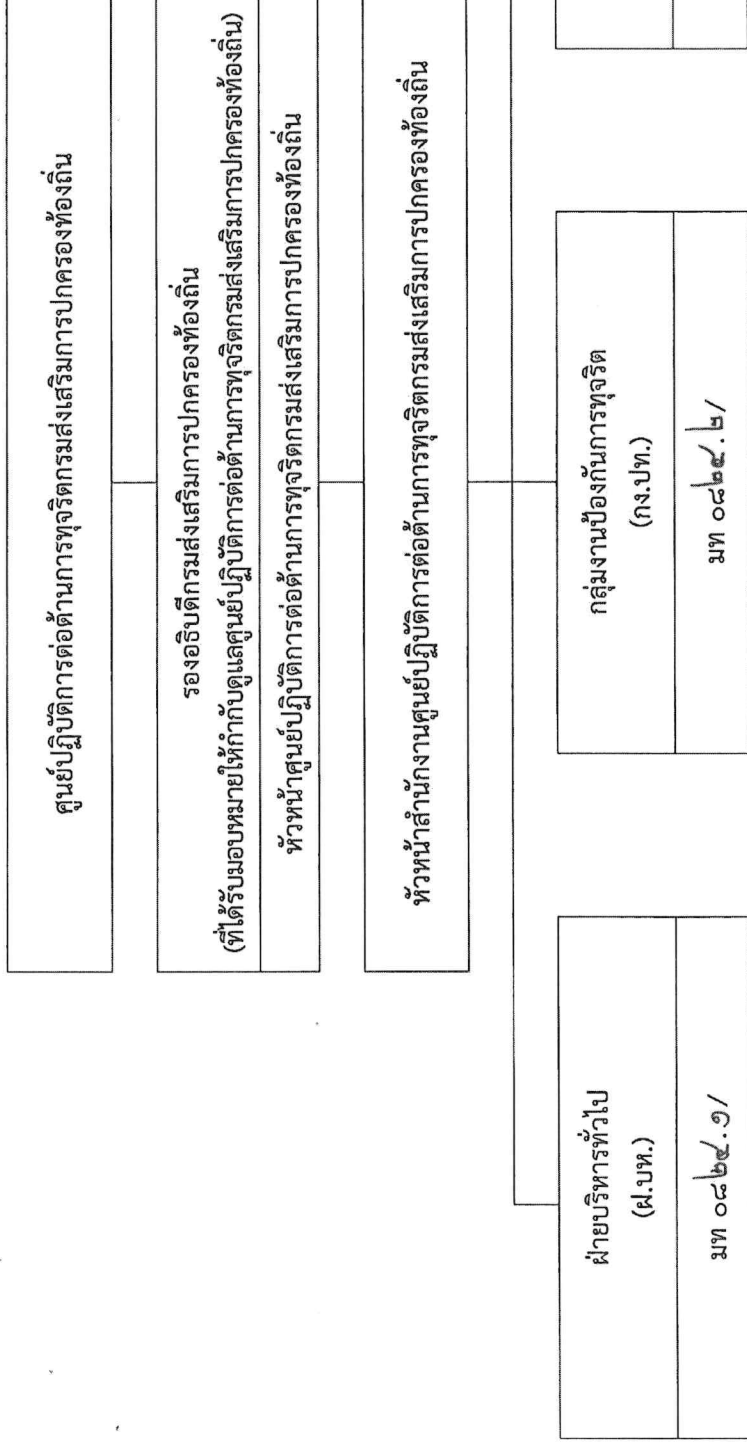 ศูนย์ปฏิบัติการต่อต้านการทุจริตกรมส่งเสริมการปกครองท้องถิ่น
รองอธิบดีกรมส่งเสริมการปกครองท้องถิ่น
(ที่ได้รับมอบหมายให้กำกับดูแลศูนย์ปฏิบัติการต่อต้านการทุจริตกรมส่งเสริมการปกครองท้องถิ่น)
หัวหน้าศูนย์ปฏิบัติการต่อต้านการทุจริตกรมส่งเสริมการปกครองท้องถิ่น
หัวหน้าสำนักงานศูนย์ปฏิบัติการต่อต้านการทุจริตกรมส่งเสริมการปกครองท้องถิ่น
ฝ่ายบริหารทั่วไป
(ฝ.บห.)
มท ๐๘๒๔.๑/
กลุ่มงานป้องกันการทุจริต
(กง.ปท.)
มท ๐๘๒๔.๒/